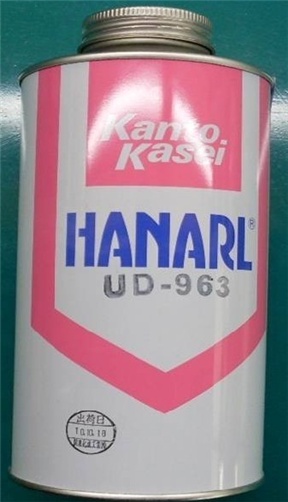 Kanto
Kasei
HANARL®
UD-963
出荷日